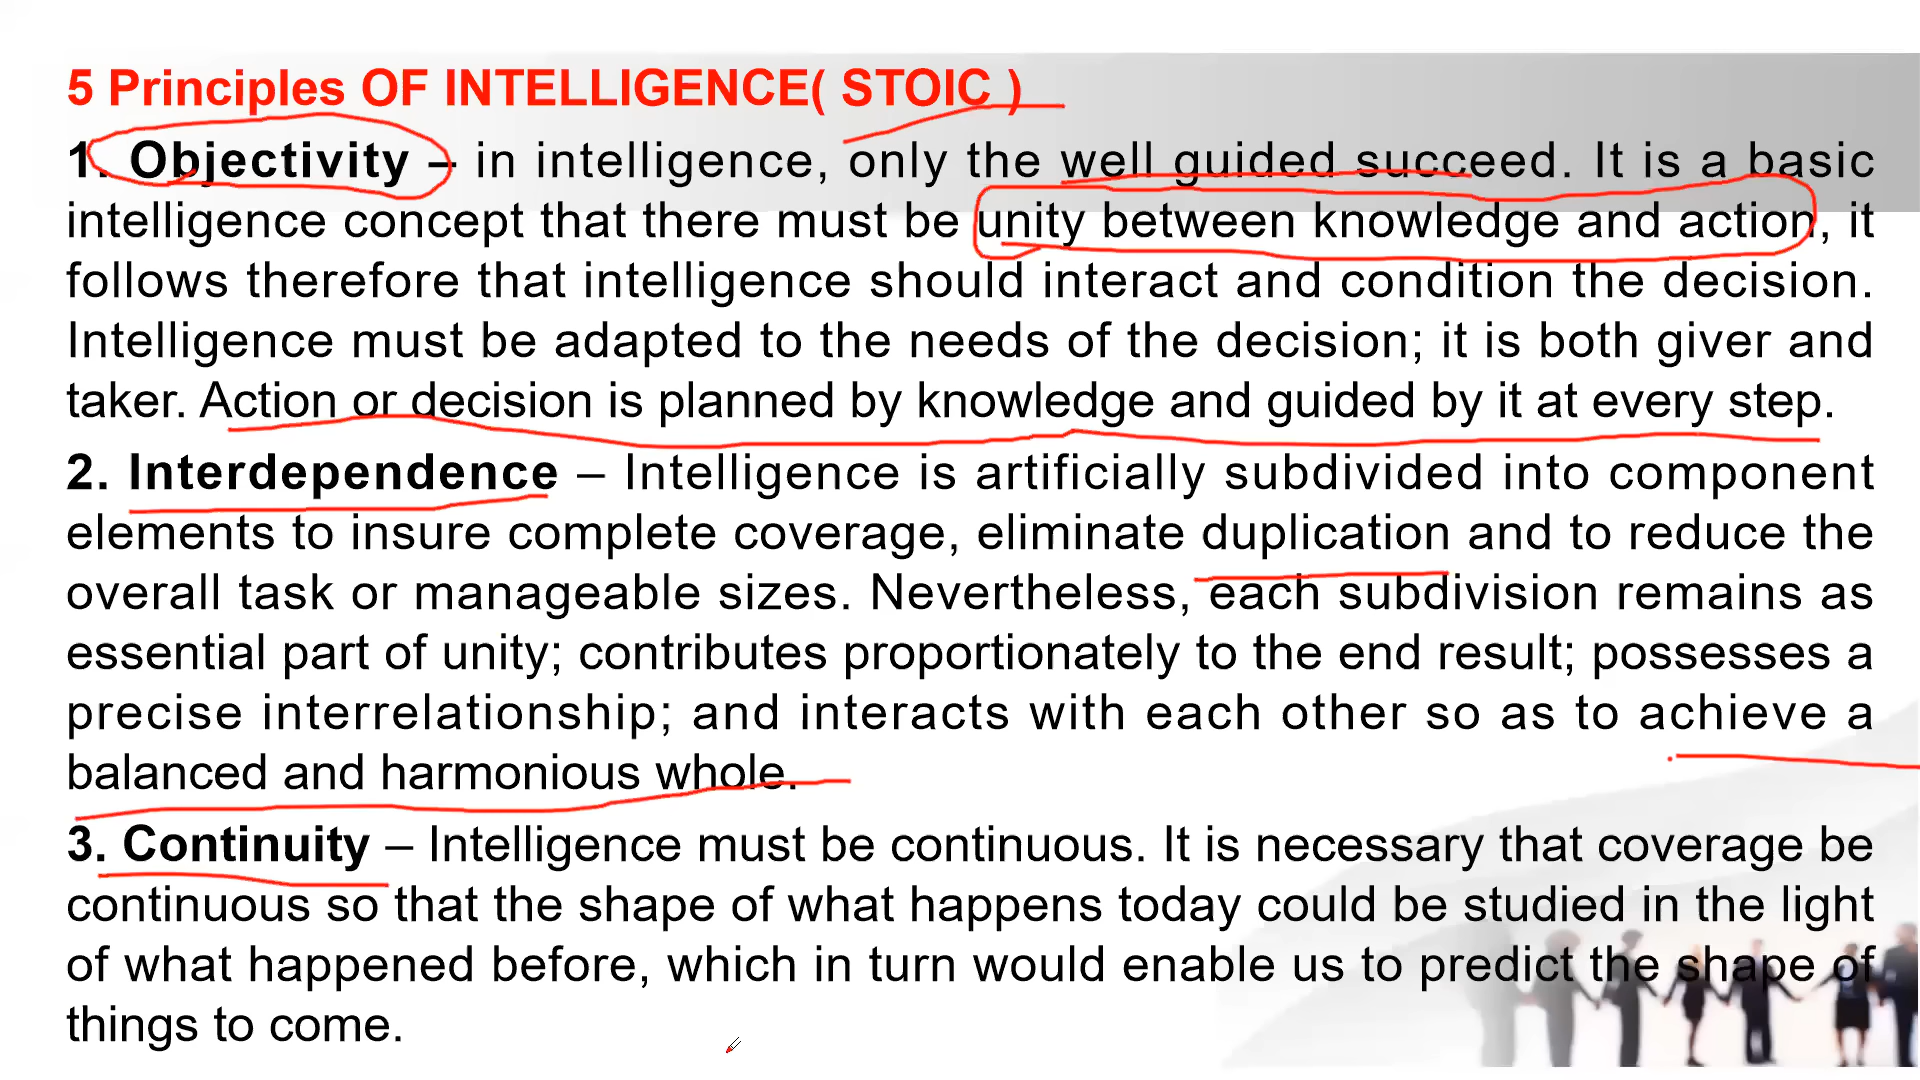 5 Principles OF INTELLIGENCE( STOIC )
1. Objectivity – in intelligence, only the well guided succeed. It is a basic
intelligence concept that there must be unity between knowledge and action, it
follows therefore that intelligence should interact and condition the decision.
Intelligence must be adapted to the needs of the decision; it is both giver and
taker. Action or decision is planned by knowledge and guided by it at every step.
2. Interdependence – Intelligence is artificially subdivided into component
elements to insure complete coverage, eliminate duplication and to reduce the
overall task or manageable sizes. Nevertheless, each subdivision remains as
essential part of unity; contributes proportionately to the end result; possesses a
precise interrelationship; and interacts with each other so as to achieve a
balanced and harmonious whole.
3. Continuity – Intelligence must be continuous. It is necessary that coverage be
continuous so that the shape of what happens today could be studied in the light
of what happened before, which in turn would enable us to predict the shape of
things to come.